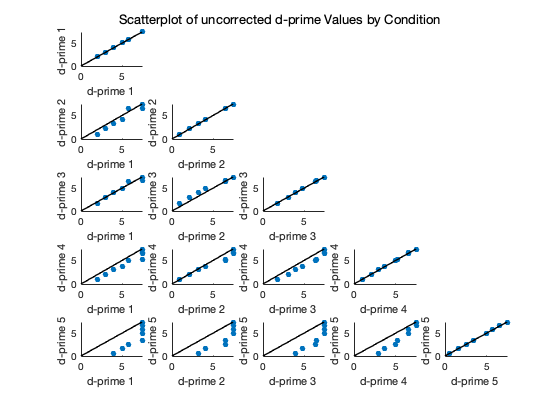 Scatterplot of uncorrected d-prime Values by Condition
d-prime 1
5
0
0 5
d-prime 1
d-prime 2 d-prime 2
5 5
0 0
0 5 0 5
d-prime 1 d-prime 2
d-prime 3 d-prime 3 d-prime 3
5 5 5
0 0 0
0 5 0 5 0 5
d-prime 1 d-prime 2 d-prime 3
d-prime 4 d-prime 4 d-prime 4 d-prime 4
5 5 5 5
0 0 0 0
0 5 0 5 0 5 0 5
d-prime 1 d-prime 2 d-prime 3 d-prime 4
d-prime 5 d-prime 5 d-prime 5 d-prime 5 d-prime 5
5 5 5 5 5
0 0 0 0 0
0 5 0 5 0 5 0 5 0 5
d-prime 1 d-prime 2 d-prime 3 d-prime 4 d-prime 5